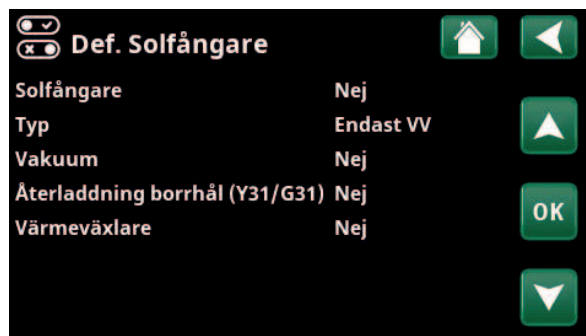 Def. Solfångare
Solfångare Nej
Typ Endast VV
Vakuum Nej
Återladdning borrhål (Y31/G31) Nej
OK
Värmeväxlare Nej